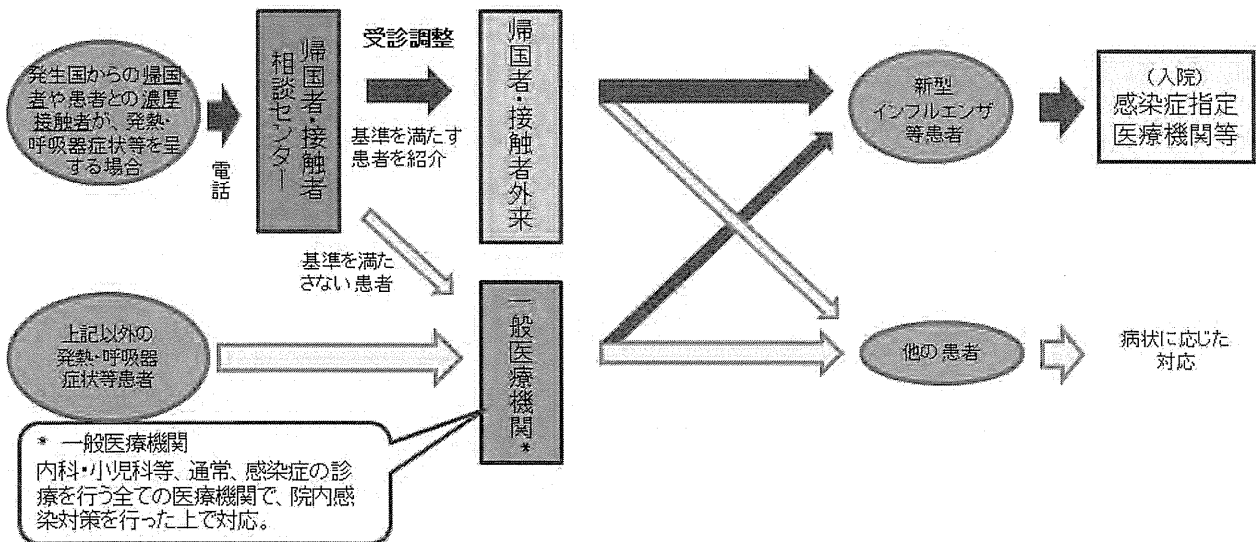 発生国からの帰国
者や患者との濃厚
接触者が、発熱・
呼吸器症状等を呈
する場合
電話
帰国者・接触者
相談センター
受診調整
基準を満たす
患者を紹介
基準を満た
さない患者
帰国者・接触者外来
新型
インフルエンザ
等患者
(入院)
感染症指定
医療機関等
上記以外の
発熱・呼吸器
症状等患者
一般医療機関*
他の患者
病状に応じた
対応
* 一般医療機関
内科・小児科等、通常、感染症の診
療を行う全ての医療機関で、院内感
染対策を行った上で対応。